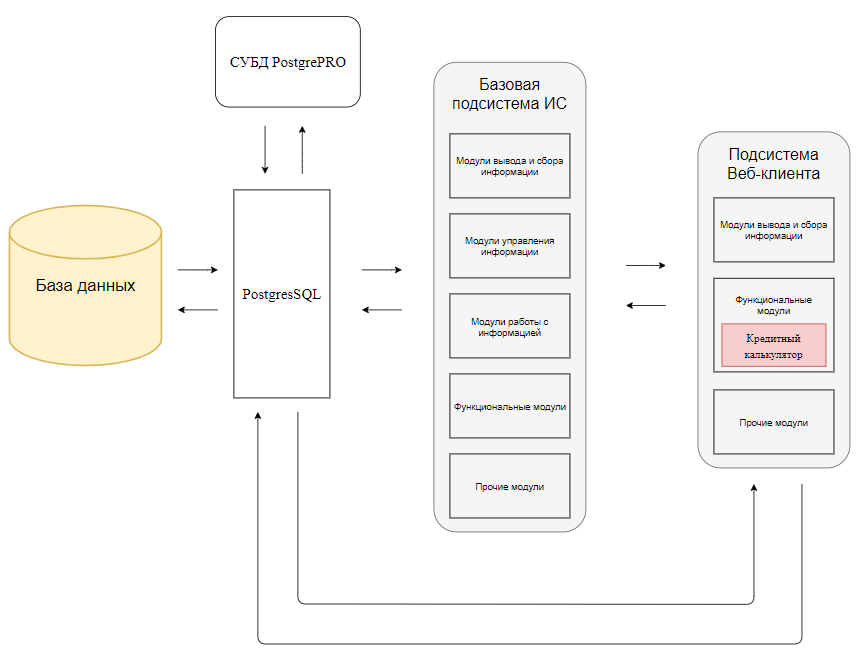 СУБД PostgrePRO
База данных
PostgresSQL
Базовая
подсистема ИС
Модули вывода и сбора
информации
Модули управления
информации
Модули работы с
информацией
Функциональные модули
Прочие модули
Подсистема
Веб-клиента
Модули вывода и сбора
информации
Функциональные
модули
Кредитный
калькулятор
Прочие модули